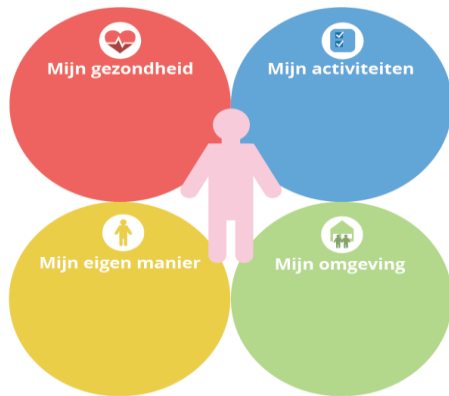 Mijn gezondheid
Mijn activiteiten
Mijn eigen manier
Mijn omgeving